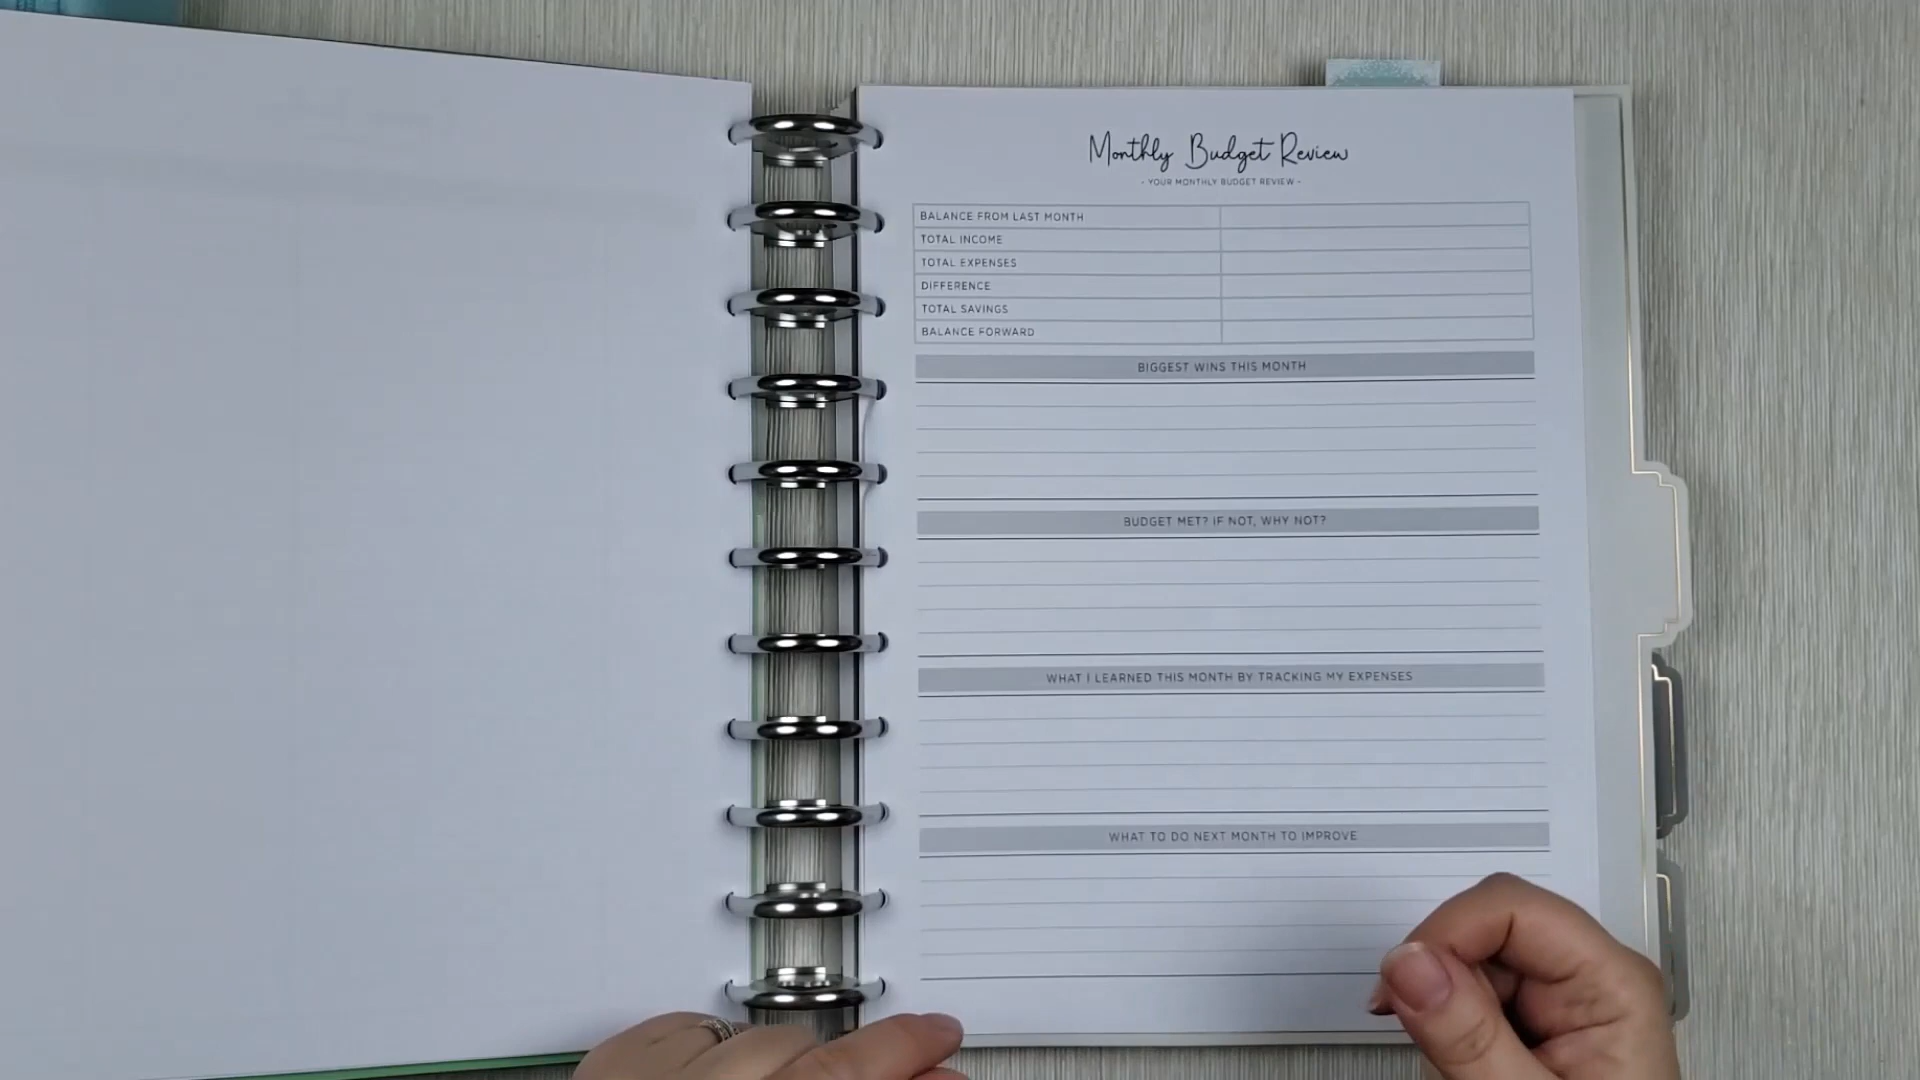 Monthly Budget Review
- YOUR MONTHLY BUDGET REVIEW -
BALANCE FROM LAST MONTH
TOTAL INCOME
TOTAL EXPENSES
DIFFERENCE
TOTAL SAVINGS
BALANCE FORWARD
BIGGEST WINS THIS MONTH
BUDGET MET? IF NOT, WHY NOT?
WHAT I LEARNED THIS MONTH BY TRACKING MY EXPENSES
WHAT TO DO NEXT MONTH TO IMPROVE